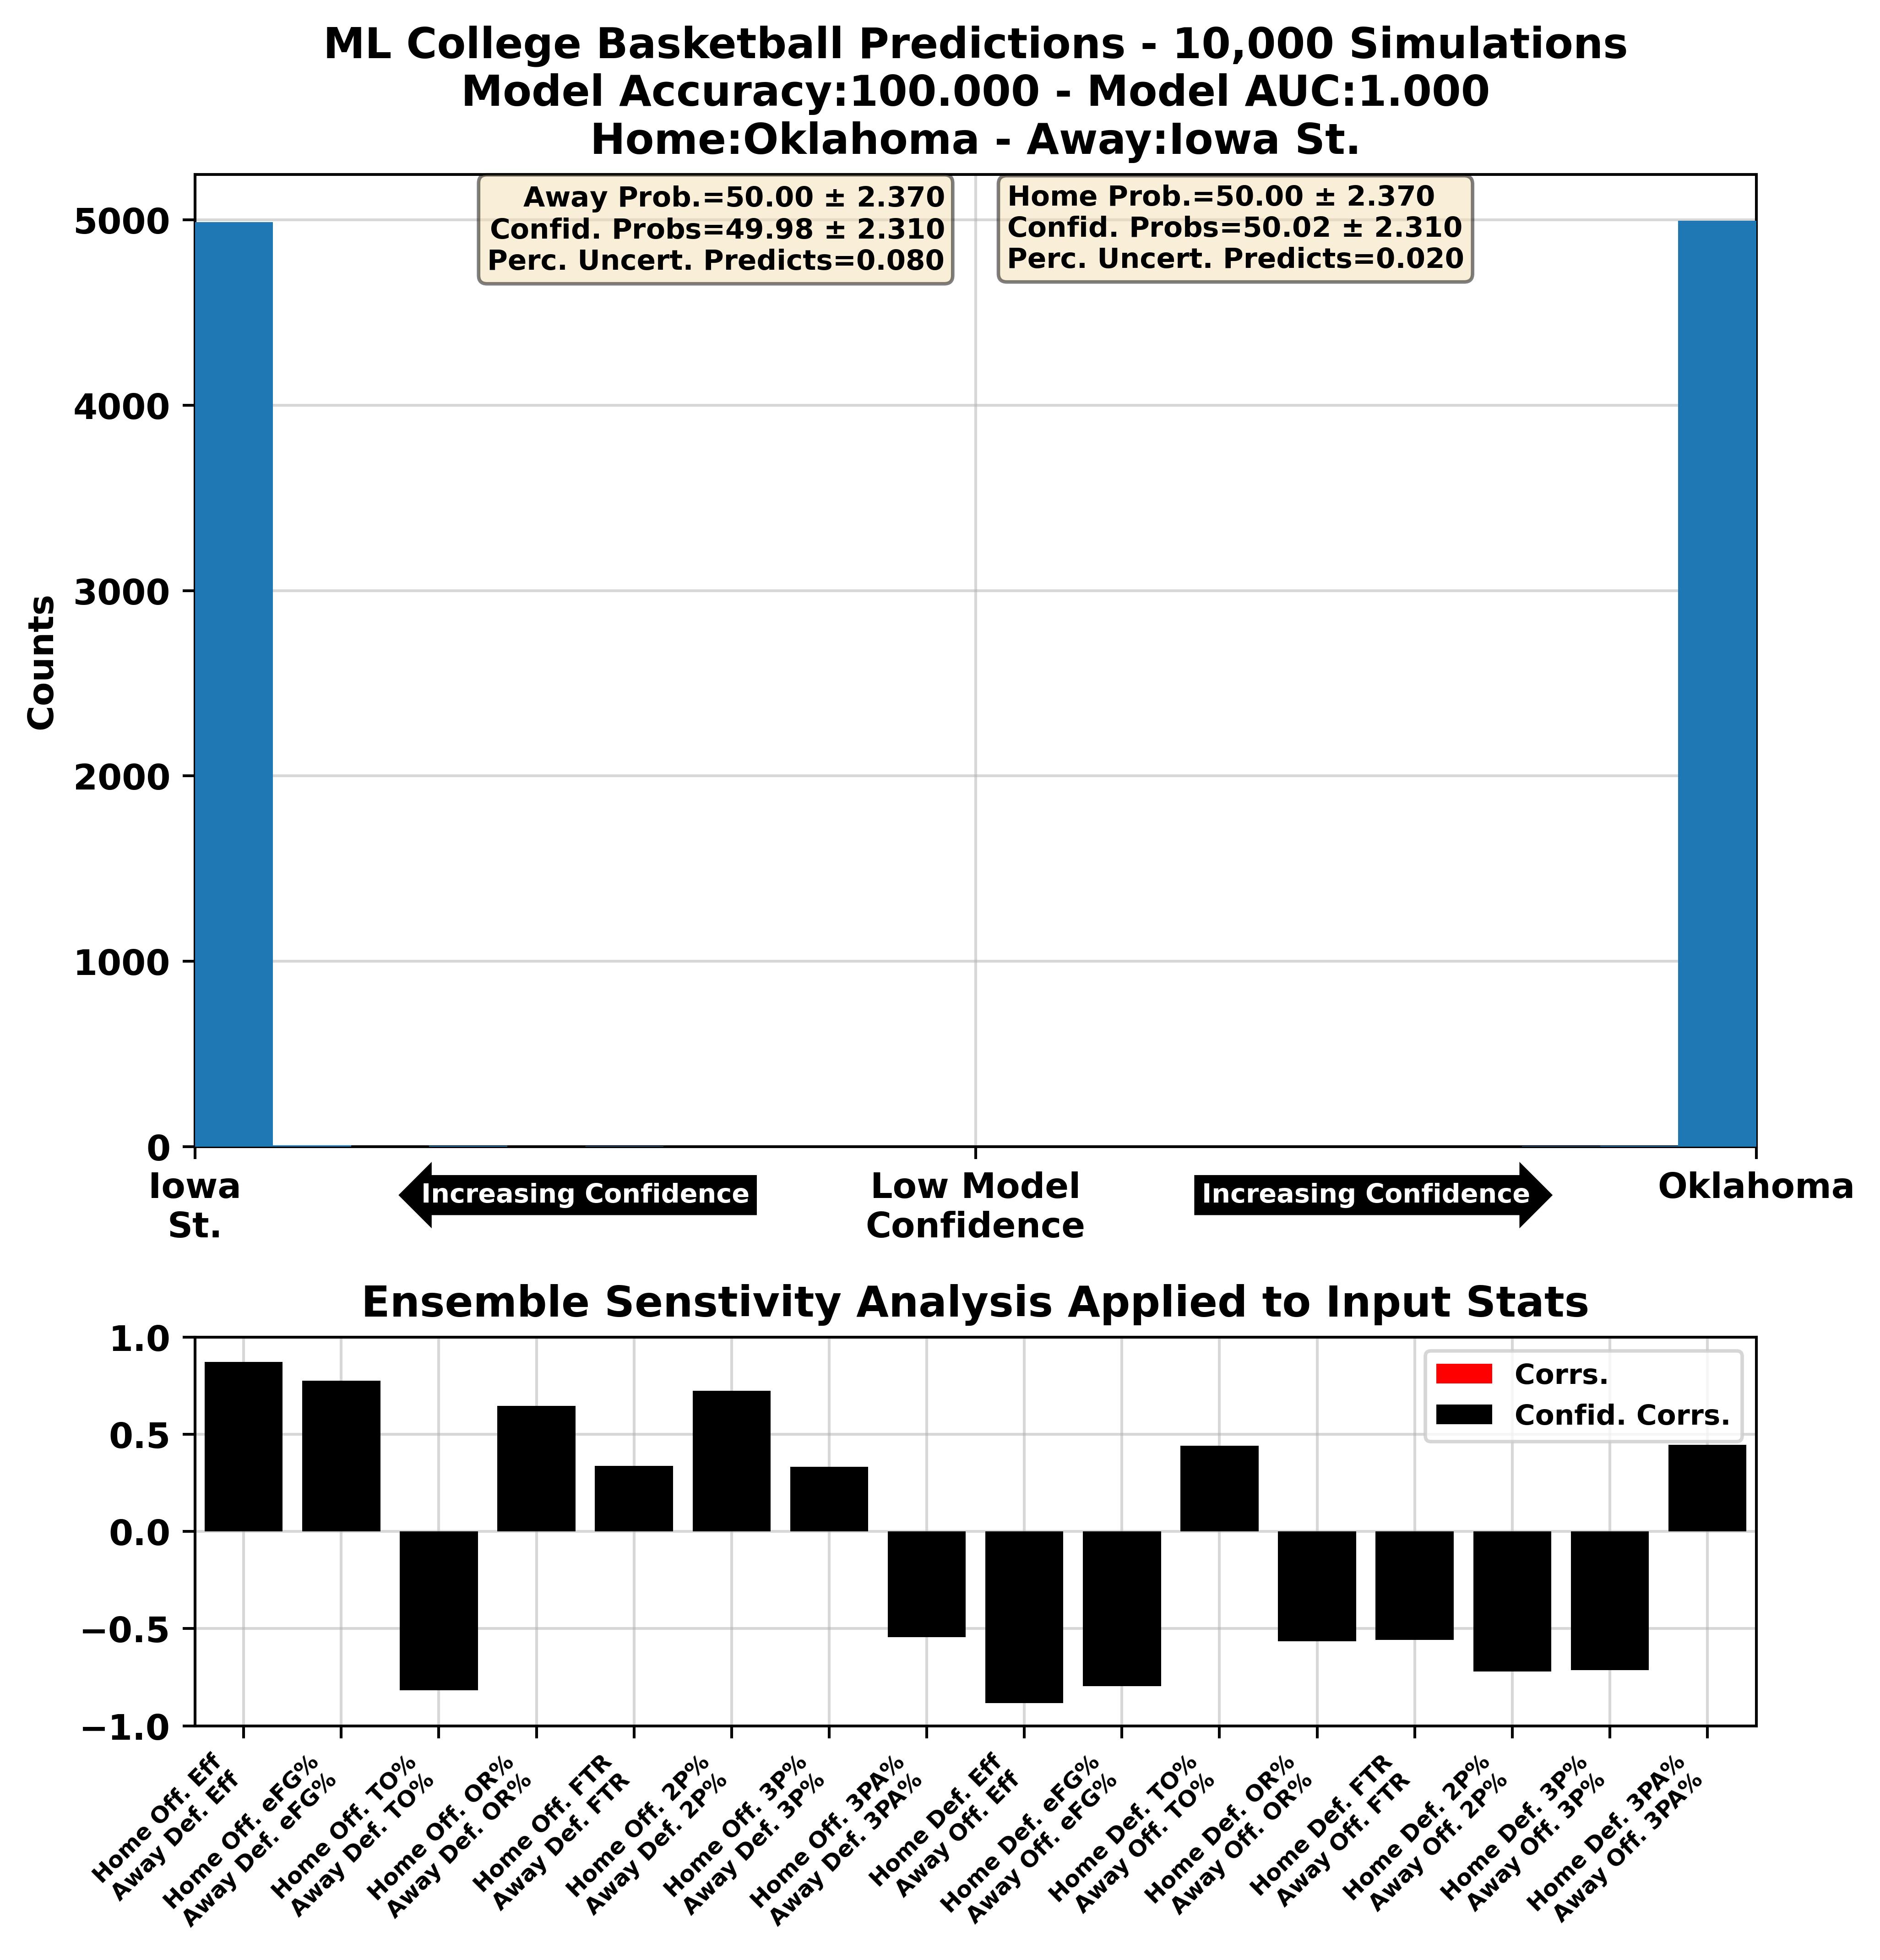 ML College Basketball Predictions - 10,000 Simulations
Model Accuracy:100.000 - Model AUC:1.000
Home:Oklahoma - Away:Iowa St.
Away Prob.=50.00 ± 2.370
Confid. Probs=49.98 ± 2.310
Perc. Uncert. Predicts=0.080
Home Prob.=50.00 ± 2.370
Confid. Probs=50.02 ± 2.310
Perc. Uncert. Predicts=0.020
5000
4000
3000
2000
1000
0
Counts
Iowa
St.
Increasing Confidence
Low Model
Confidence
Increasing Confidence
Oklahoma
Ensemble Senstivity Analysis Applied to Input Stats
1.0
0.5
0.0
−0.5
−1.0
Corrs.
Confid. Corrs.
Home Off. Eff
Away Def. Eff
Home Off. eFG%
Away Def. eFG%
Home Off. TO%
Away Def. TO%
Home Off. OR%
Away Def. OR%
Home Off. FTR
Away Def. FTR
Home Off. 2P%
Away Def. 2P%
Home Off. 3P%
Away Def. 3P%
Home Off. 3PA%
Away Def. 3PA%
Home Def. Eff
Away Off. Eff
Home Def. eFG%
Away Off. eFG%
Home Def. TO%
Away Off. TO%
Home Def. OR%
Away Off. OR%
Home Def. FTR
Away Off. FTR
Home Def. 2P%
Away Off. 2P%
Home Def. 3P%
Away Off. 3P%
Home Def. 3PA%
Away Off. 3PA%